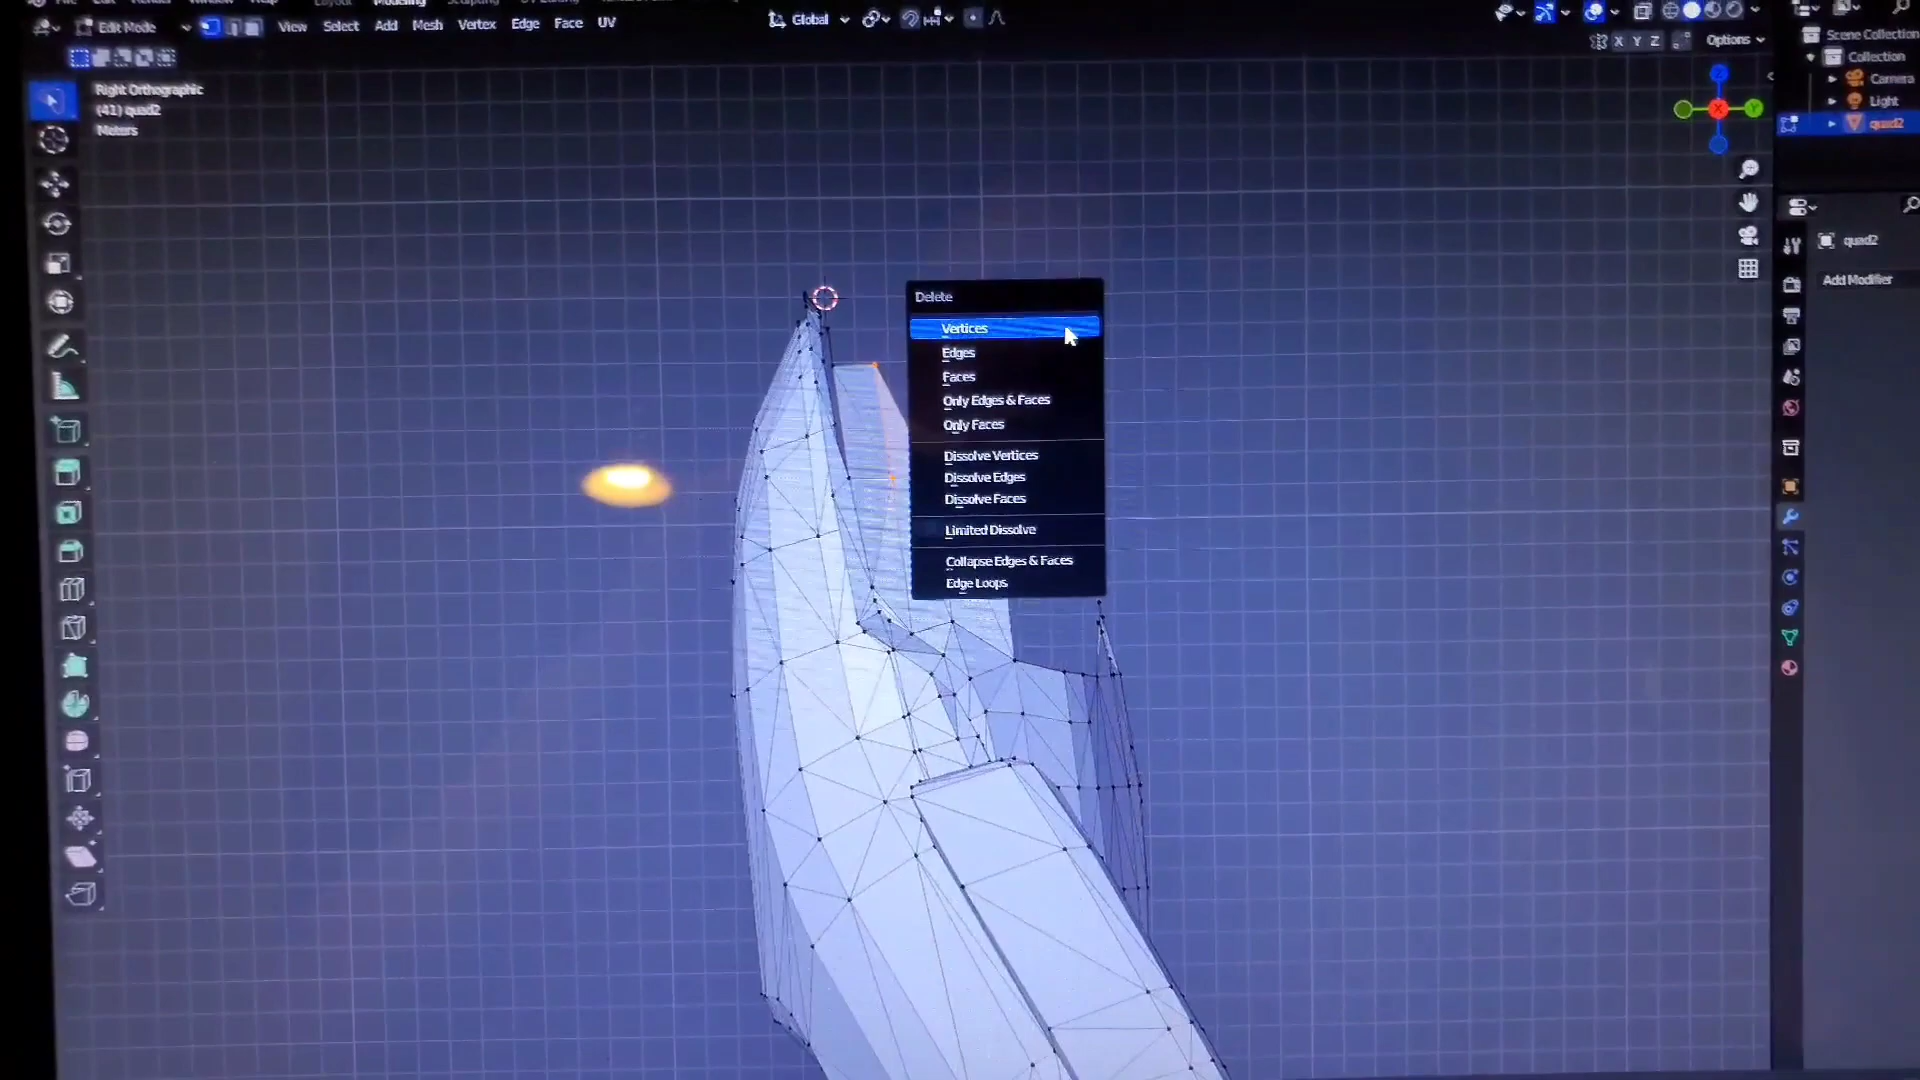 Modeling
Edit Mode
View Select Add Mesh Vertex Edge Face UV
Global
X Y Z
Options
Right Orthographic
(41) quad2
Meters
Scene Collection
Collection
Camera
Light
quad2
quad2
Add Modifier
Z
X
Y
Delete
Vertices
Edges
Faces
Only Edges & Faces
Only Faces
Dissolve Vertices
Dissolve Edges
Dissolve Faces
Limited Dissolve
Collapse Edges & Faces
Edge Loops